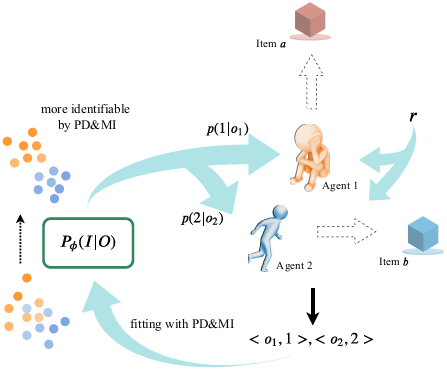 Item a
more identifiable
by PD&MI
r
p(1|o₁)
Agent 1
p(2|o₂)
P_ϕ(I|O)
Agent 2
Item b
fitting with PD&MI
< o₁, 1 >, < o₂, 2 >